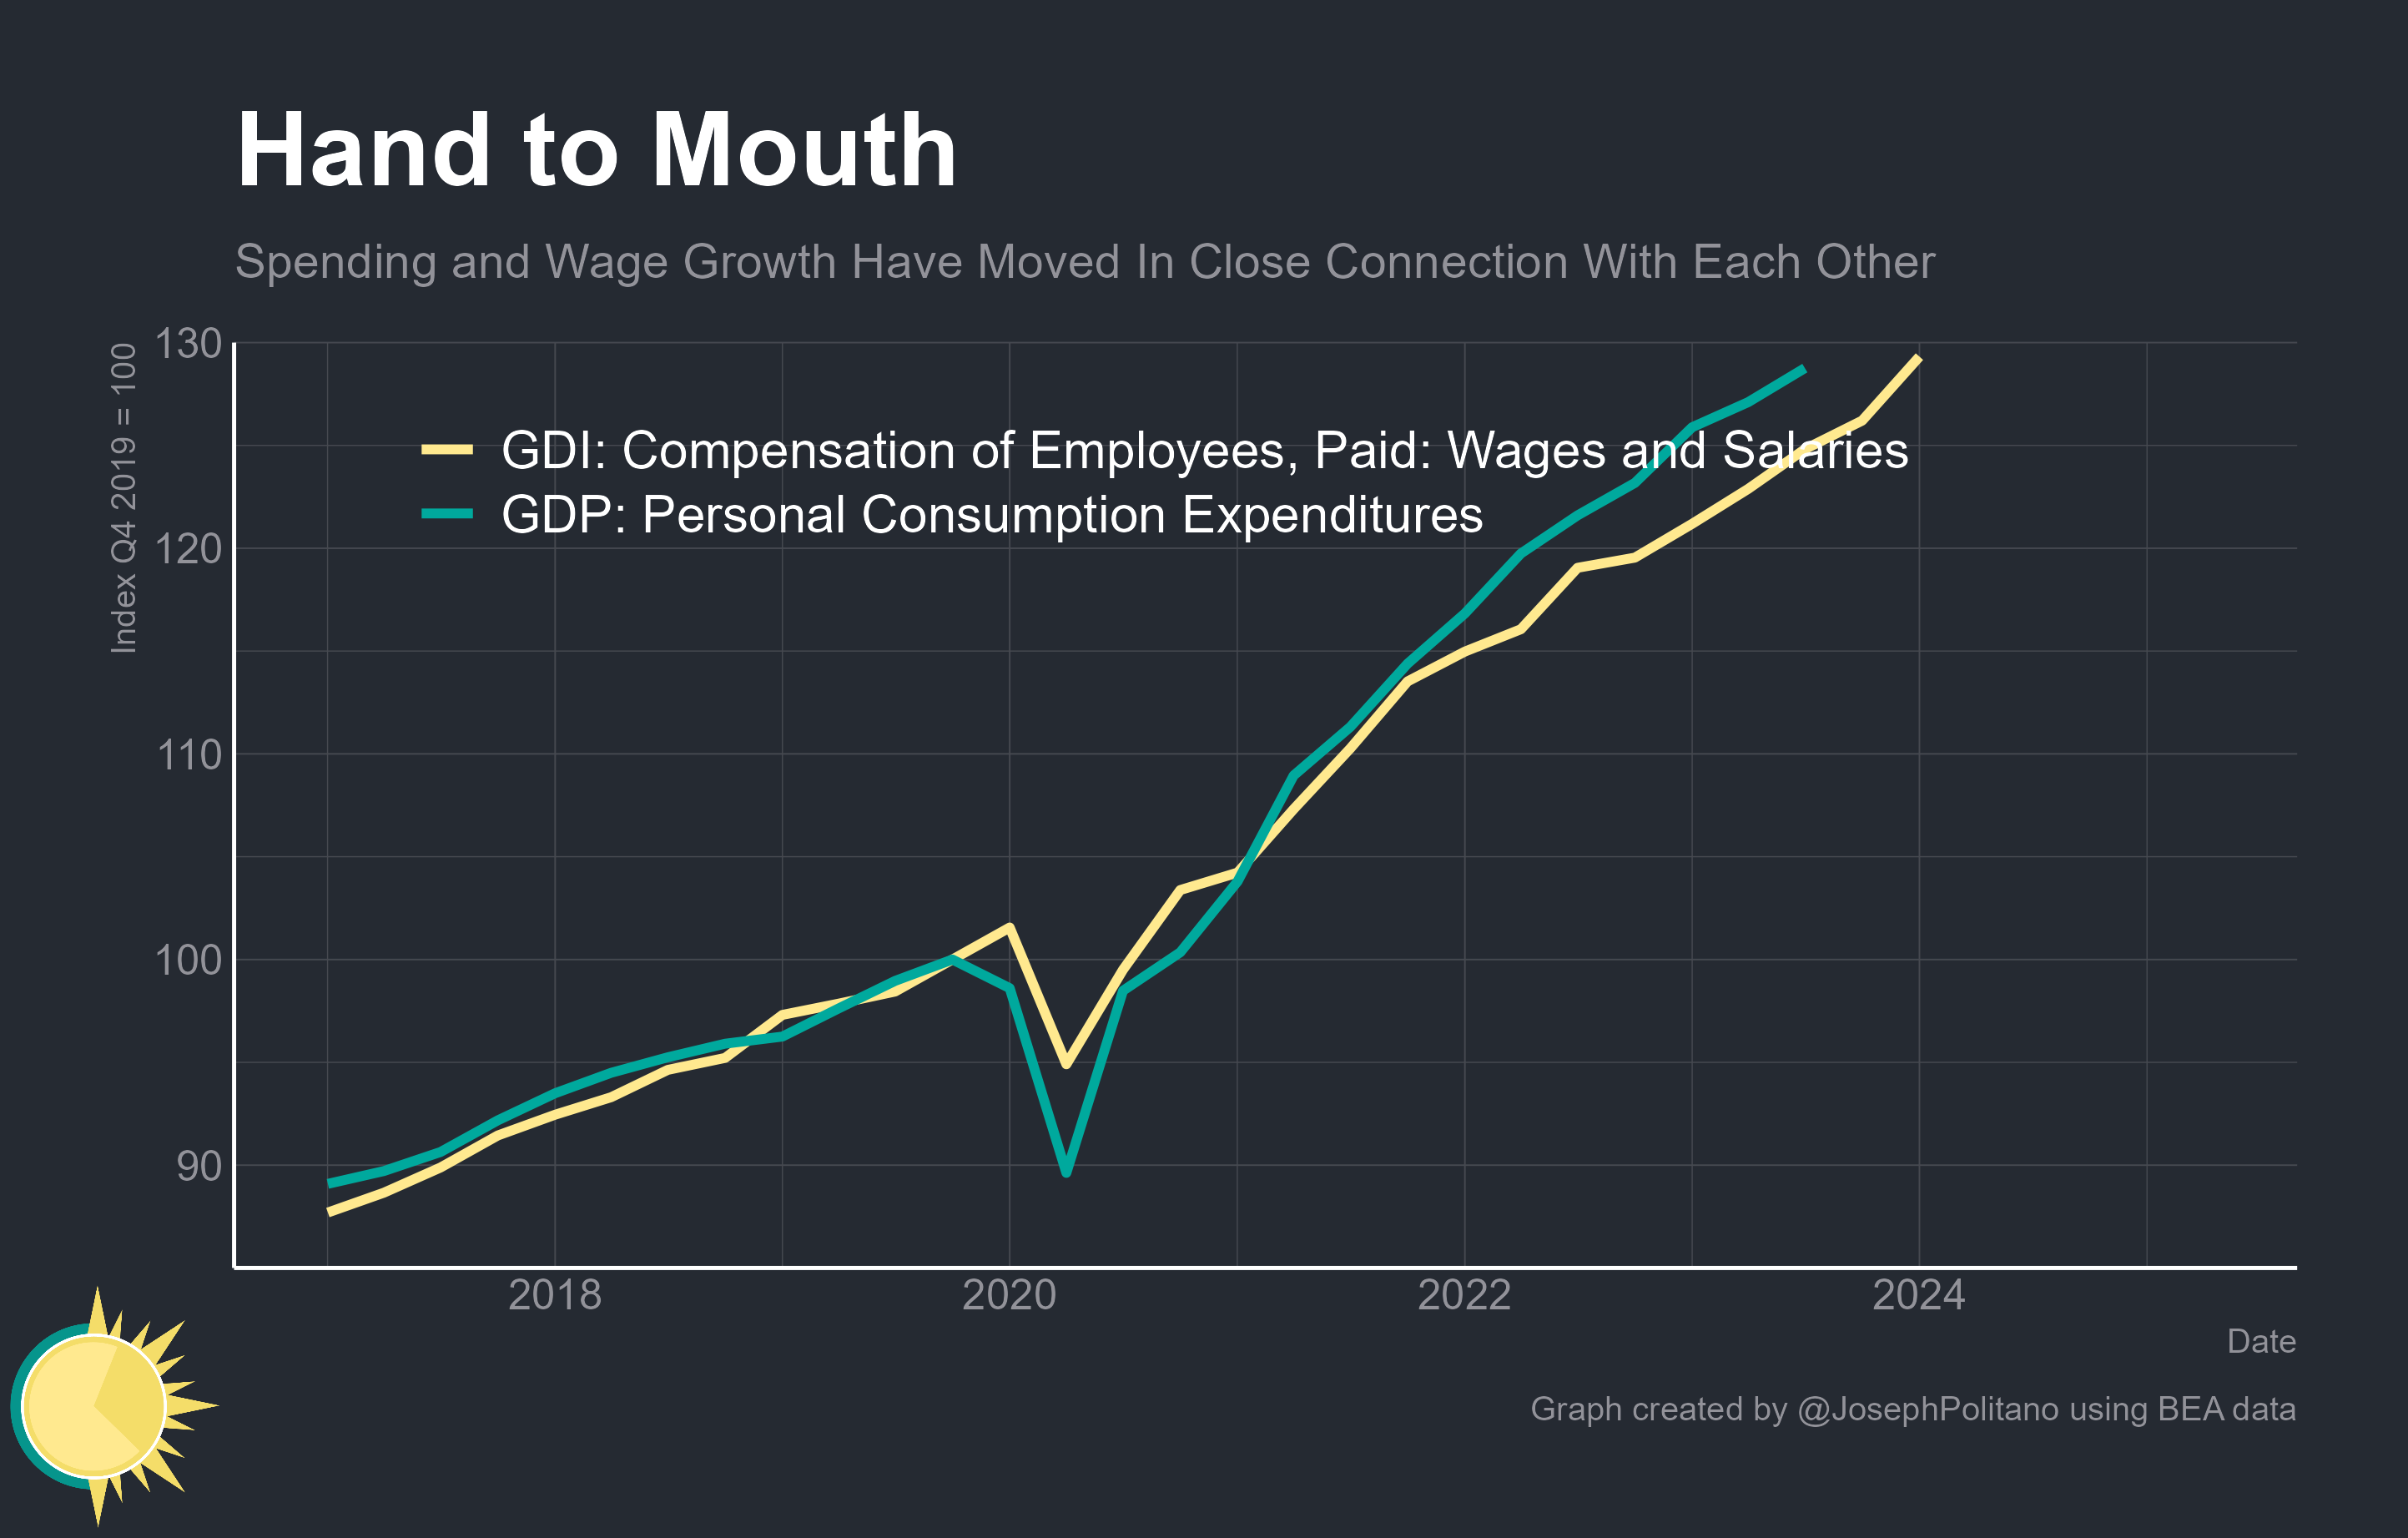 Hand to Mouth
Spending and Wage Growth Have Moved In Close Connection With Each Other
Index Q4 2019 = 100
130
120
110
100
90
GDI: Compensation of Employees, Paid: Wages and Salaries
GDP: Personal Consumption Expenditures
2018
2020
2022
2024
Date
Graph created by @JosephPolitano using BEA data